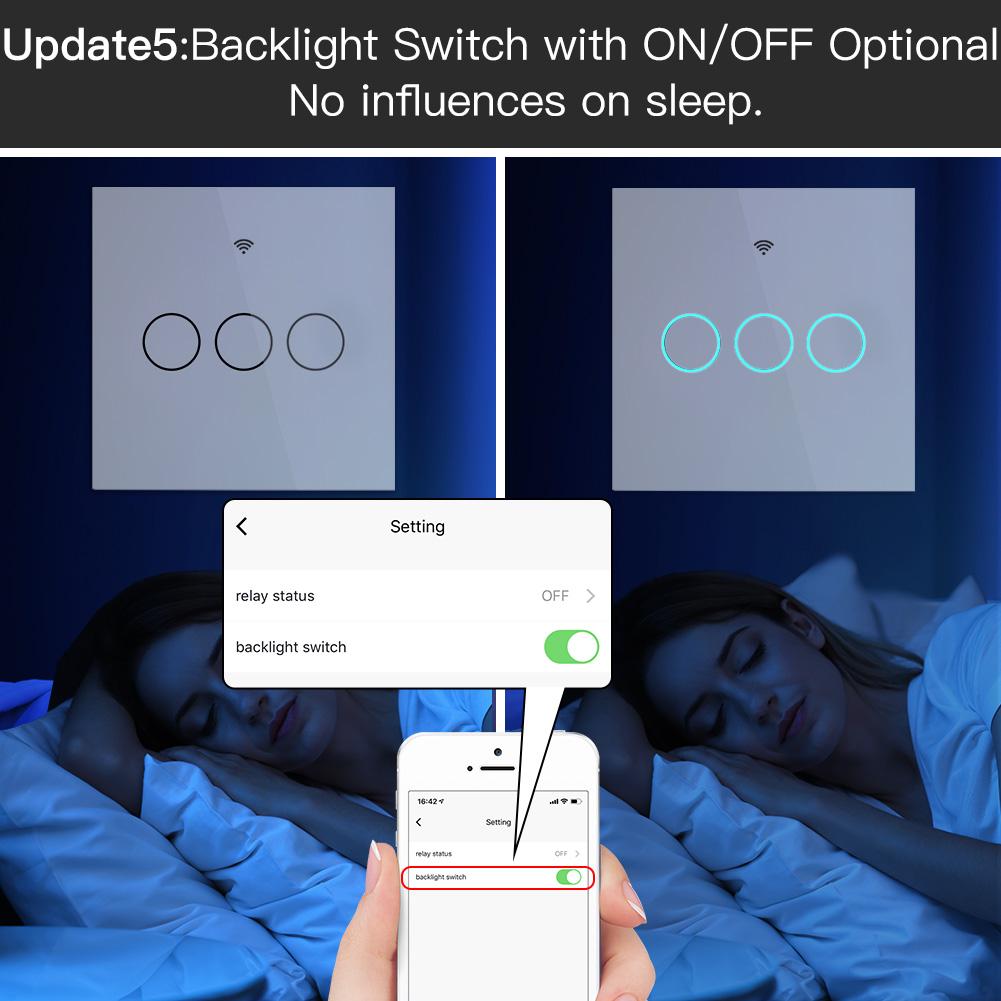 Update5:Backlight Switch with ON/OFF Optional
No influences on sleep.
Setting
relay status OFF
backlight switch
16:42
Setting
relay status OFF
backlight switch